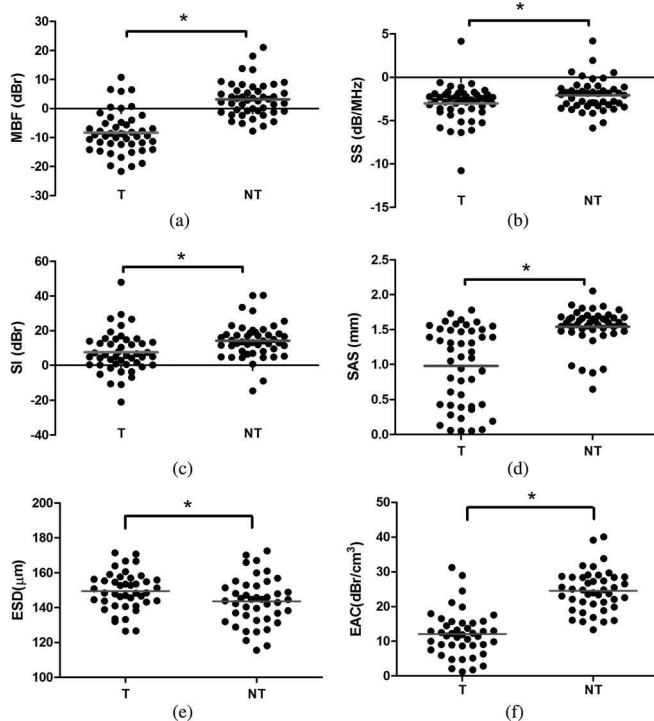 30
20
10
0
-10
-20
-30
MBF (dBr)
*
T
NT
(a)
10
5
0
-5
-10
-15
SS (dB/MHz)
*
T
NT
(b)
60
40
20
0
-20
-40
SI (dBr)
*
T
NT
(c)
2.5
2.0
1.5
1.0
0.5
0.0
SAS (mm)
*
T
NT
(d)
200
180
160
140
120
100
ESD(μm)
*
T
NT
(e)
50
40
30
20
10
0
EAC(dBr/cm³)
*
T
NT
(f)